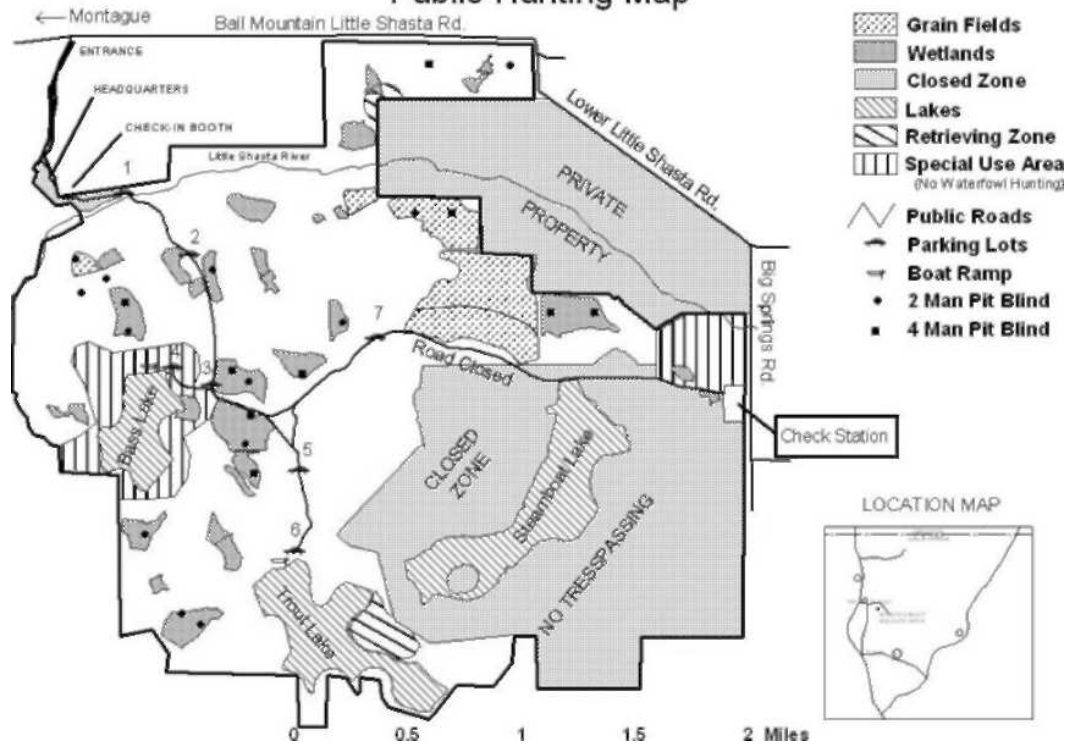 Public Hunting Map
Montague
Ball Mountain Little Shasta Rd.
ENTRANCE
HEADQUARTERS
CHECK-IN BOOTH
Little Shasta River
Lower Little Shasta Rd.
PRIVATE
PROPERTY
Big Springs Rd.
1
2
3
4
5
6
7
Road Closed
Bass Lake
CLOSED
ZONE
Steamboat Lake
NO TRESSPASSING
Trout Lake
Check Station
Grain Fields
Wetlands
Closed Zone
Lakes
Retrieving Zone
Special Use Area
(No Waterfowl Hunting)
Public Roads
Parking Lots
Boat Ramp
2 Man Pit Blind
4 Man Pit Blind
LOCATION MAP
0 0.5 1 1.5 2 Miles